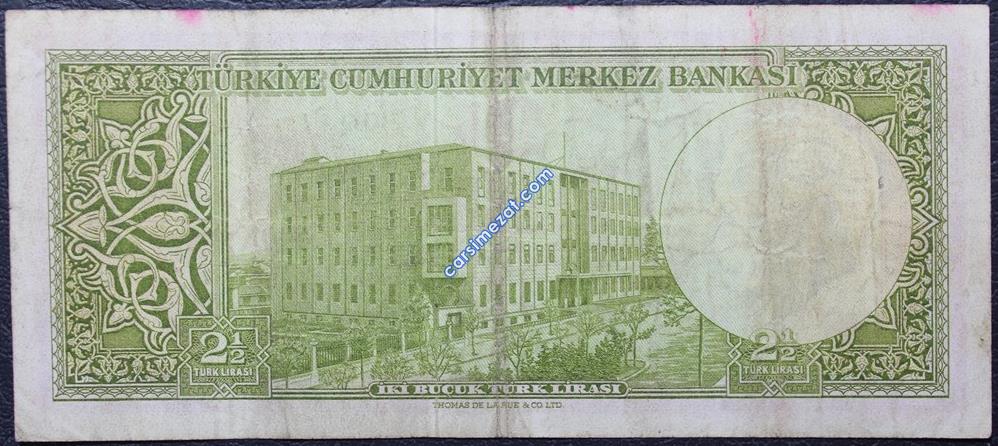 TÜRKİYE CUMHURİYET MERKEZ BANKASI
carsimezat.com
2½
TÜRK LİRASI
2½
TÜRK LİRASI
İKİ BUÇUK TÜRK LİRASI
THOMAS DE LA RUE & CO. LTD.